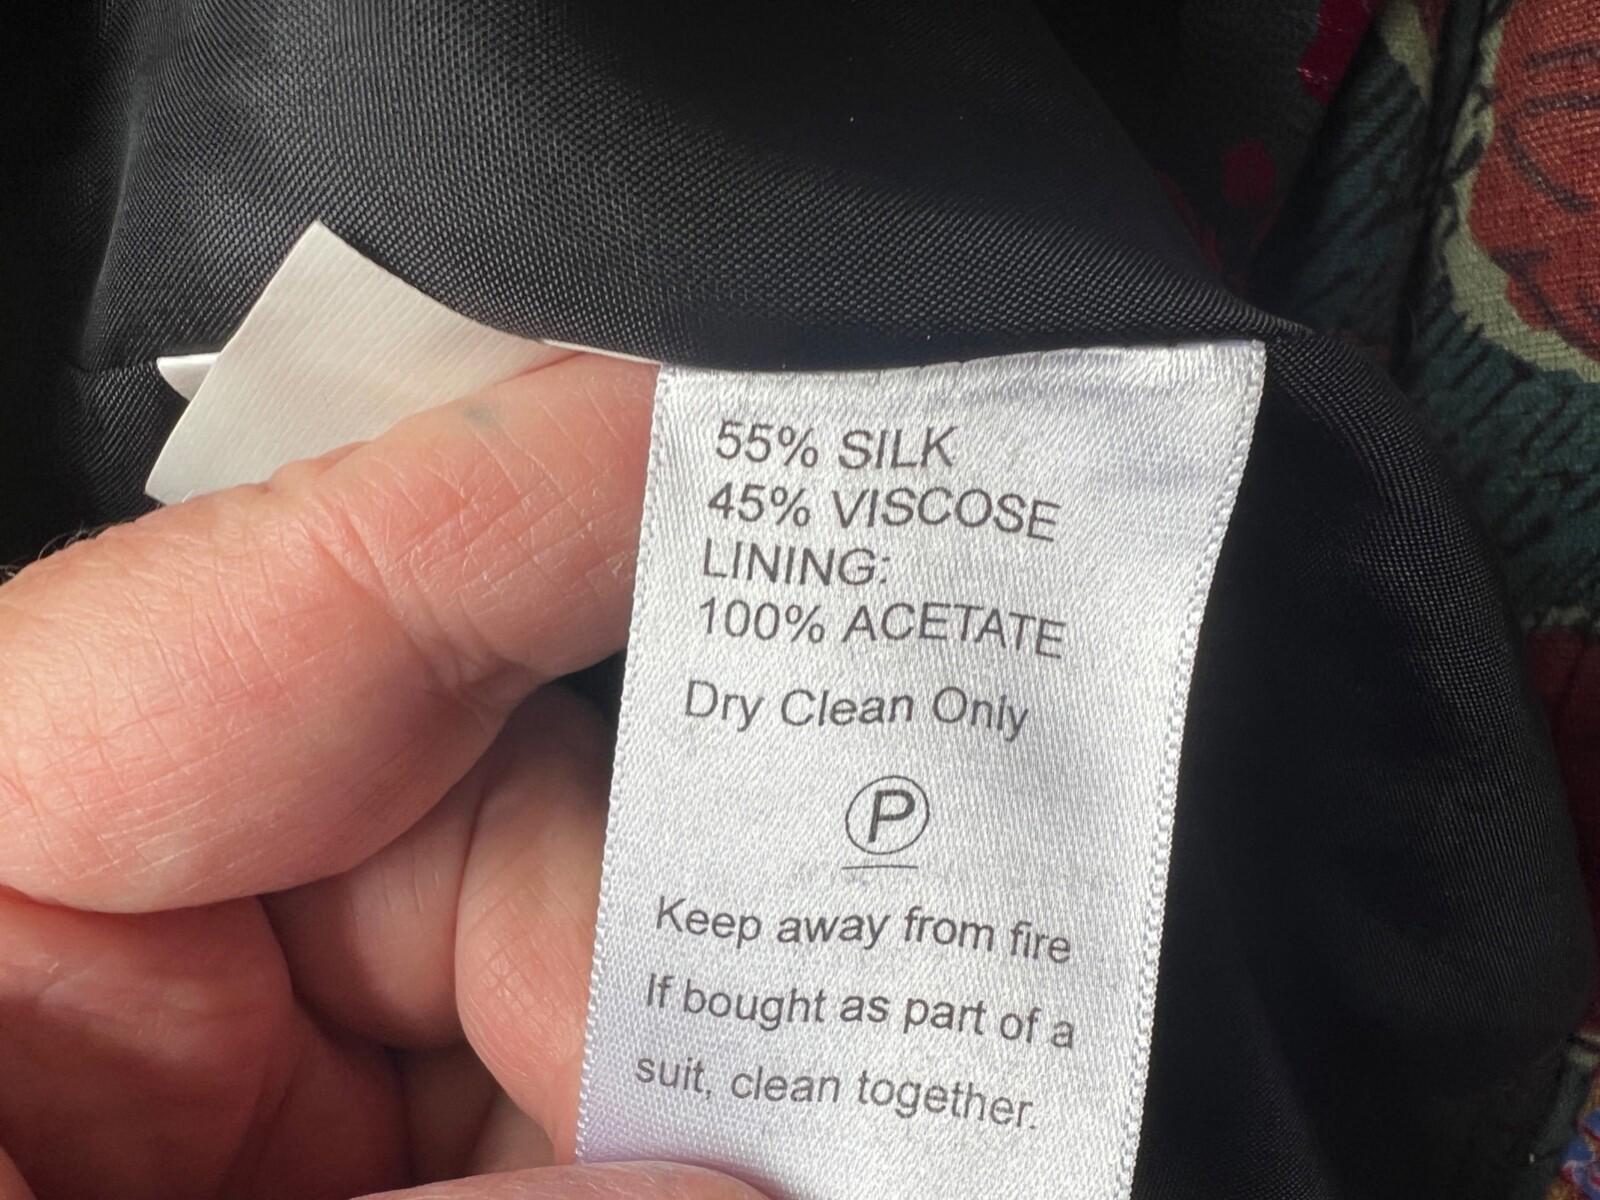 55% SILK
45% VISCOSE
LINING:
100% ACETATE
Dry Clean Only
P
Keep away from fire
If bought as part of a
suit, clean together.